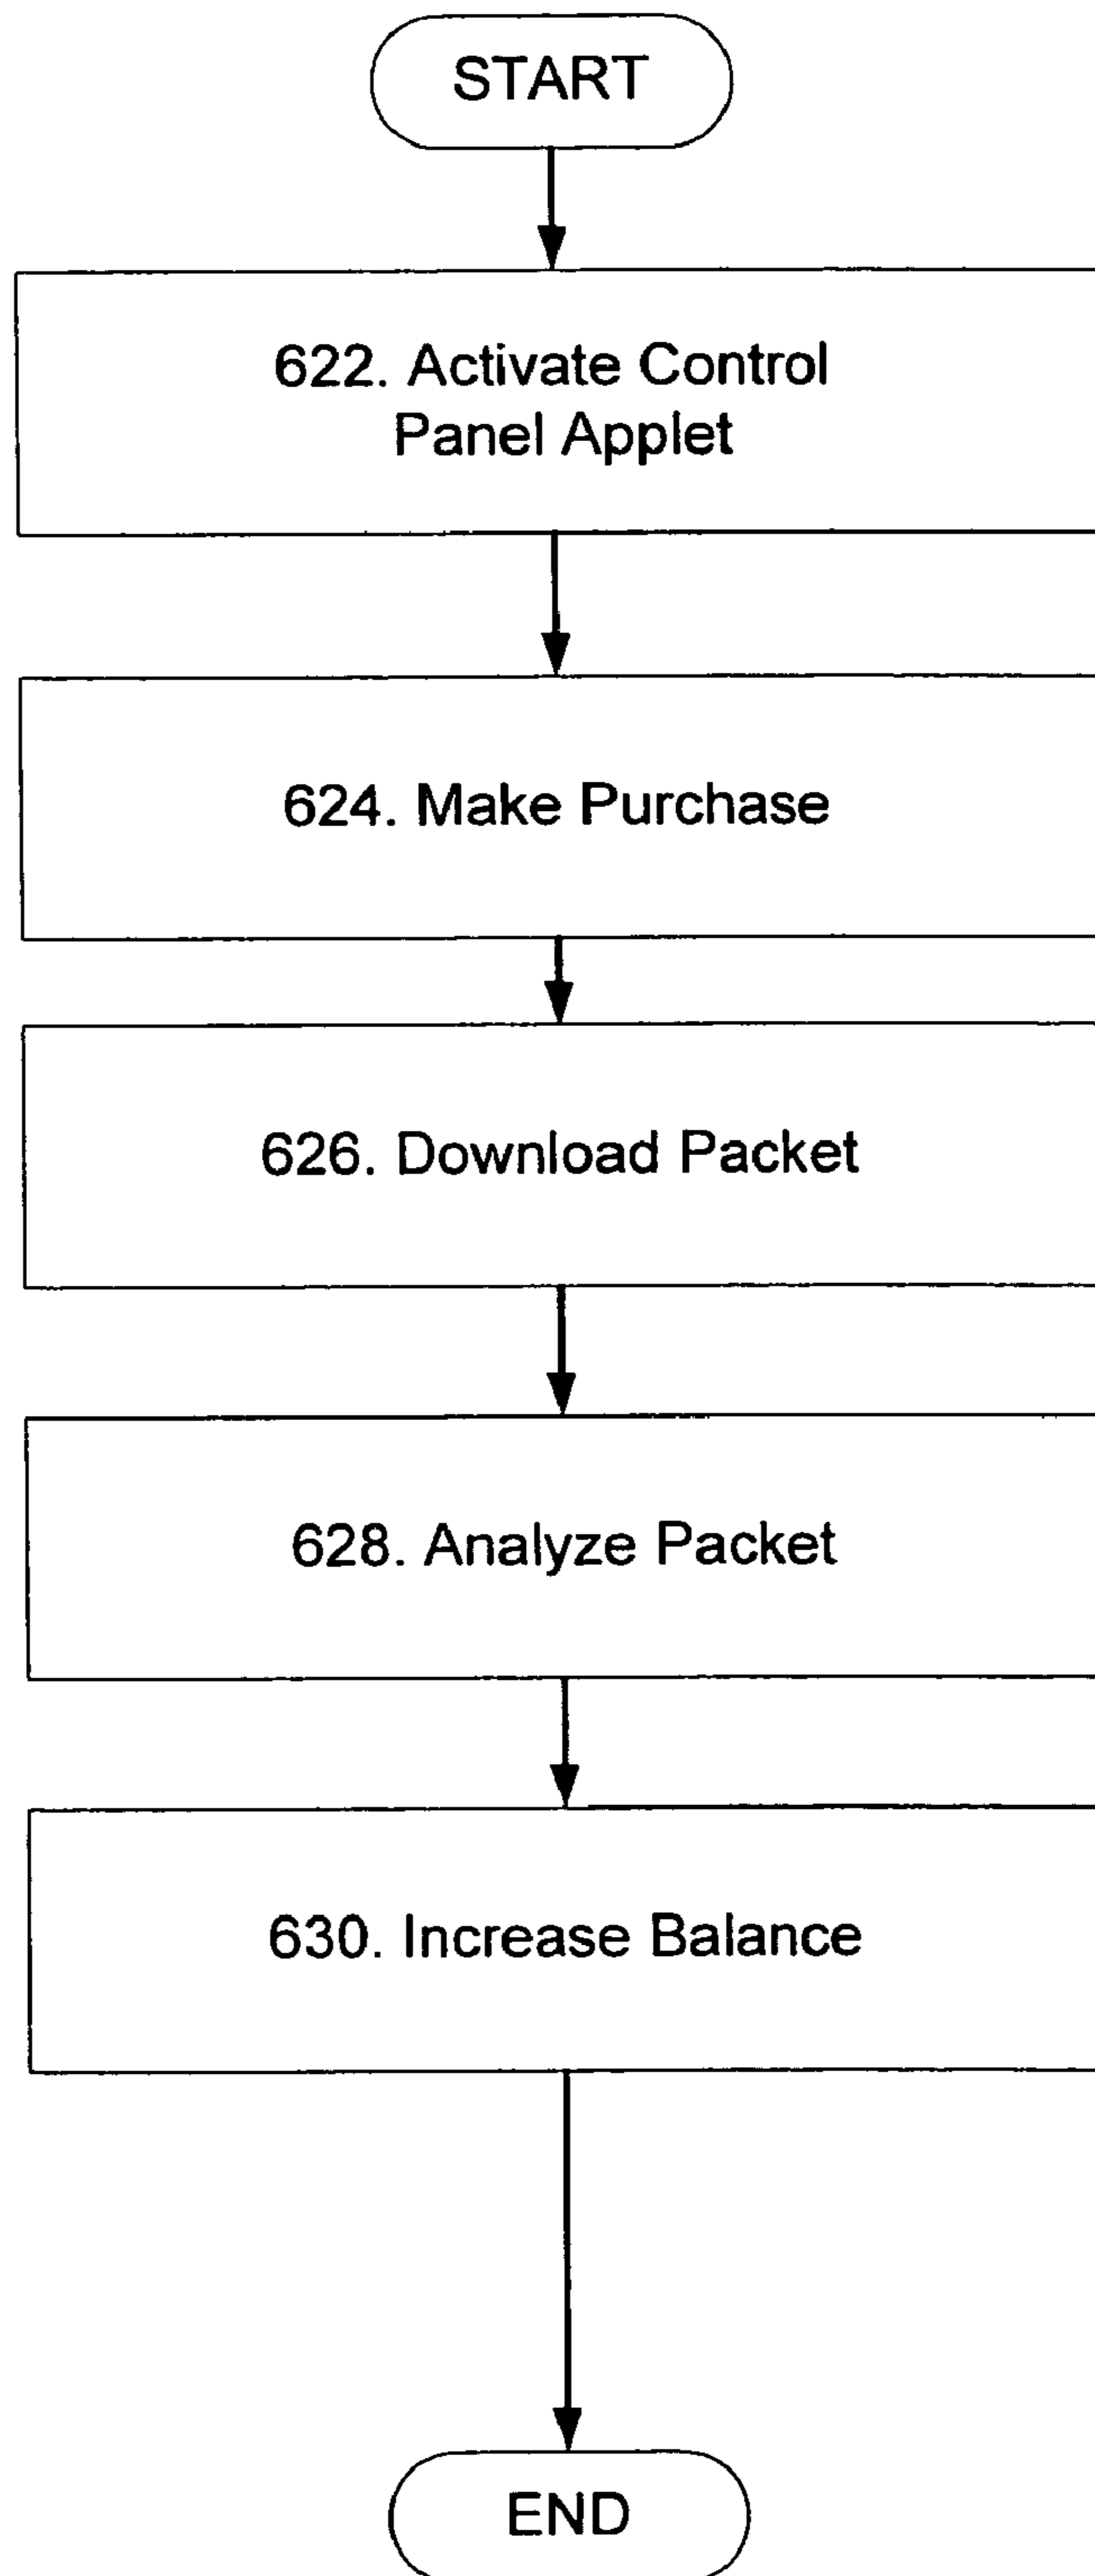 START
622. Activate Control
Panel Applet
624. Make Purchase
626. Download Packet
628. Analyze Packet
630. Increase Balance
END